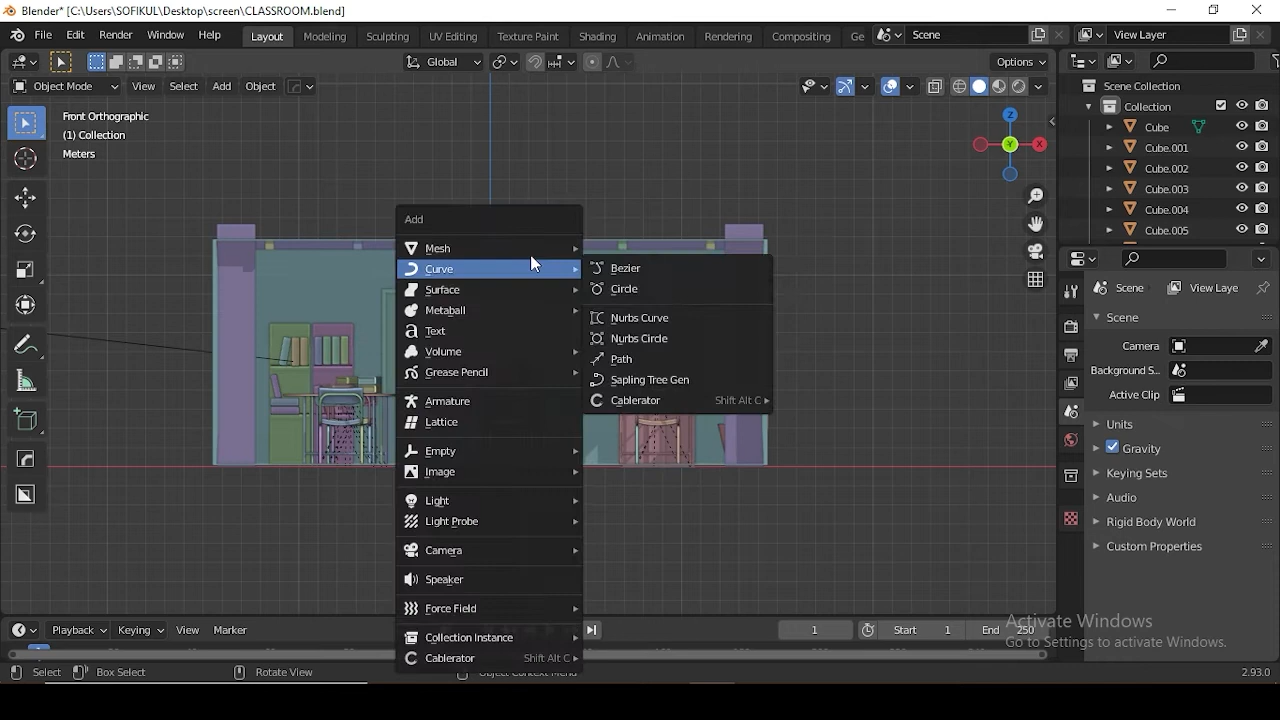 Blender* [C:\Users\SOFIKUL\Desktop\screen\CLASSROOM.blend]
File Edit Render Window Help Layout Modeling Sculpting UV Editing Texture Paint Shading Animation Rendering Compositing Ge Scene View Layer
Global Options
Object Mode View Select Add Object
Scene Collection
Front Orthographic
(1) Collection
Meters
Z
Y
X
Collection
Cube
Cube.001
Cube.002
Cube.003
Cube.004
Cube.005
Add
Mesh
Curve
Surface
Metaball
Text
Volume
Grease Pencil
Armature
Lattice
Empty
Image
Light
Light Probe
Camera
Speaker
Force Field
Collection Instance
Cablerator Shift Alt C
Bezier
Circle
Nurbs Curve
Nurbs Circle
Path
Sapling Tree Gen
Cablerator Shift Alt C
Scene View Laye
Scene
Camera
Background S..
Active Clip
Units
Gravity
Keying Sets
Audio
Rigid Body World
Custom Properties
Activate Windows
Go to Settings to activate Windows.
Playback Keying View Marker 1 Start 1 End 250
Select Box Select Rotate View Object Context Menu 2.93.0